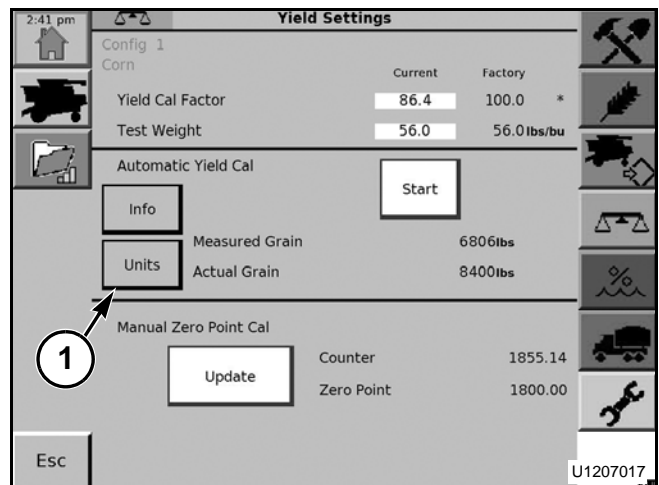 2:41 pm
Yield Settings
Config 1
Corn
Current Factory
Yield Cal Factor 86.4 100.0 *
Test Weight 56.0 56.0 lbs/bu
Automatic Yield Cal
Start
Info
Measured Grain 6806lbs
Units
Actual Grain 8400lbs
1
Manual Zero Point Cal
Update
Counter 1855.14
Zero Point 1800.00
%
Esc
U1207017